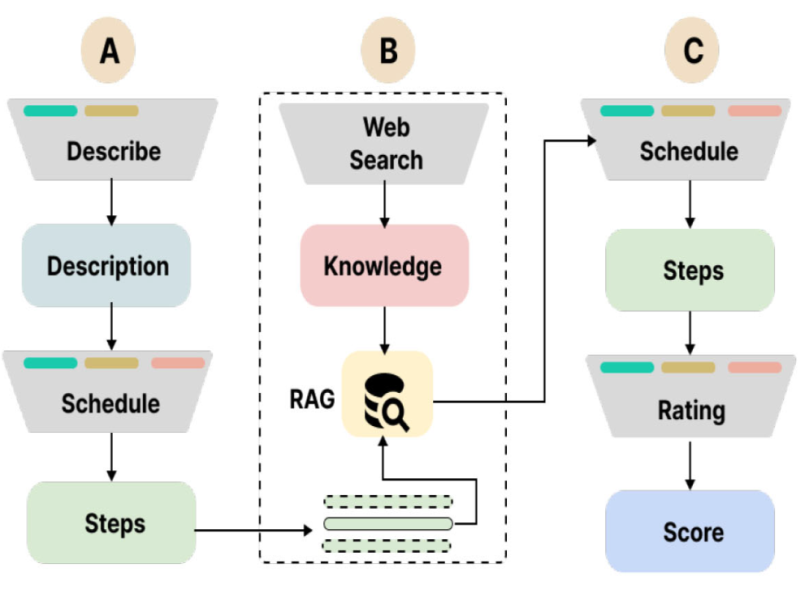 A
Describe
Description
Schedule
Steps
B
Web
Search
Knowledge
RAG
C
Schedule
Steps
Rating
Score